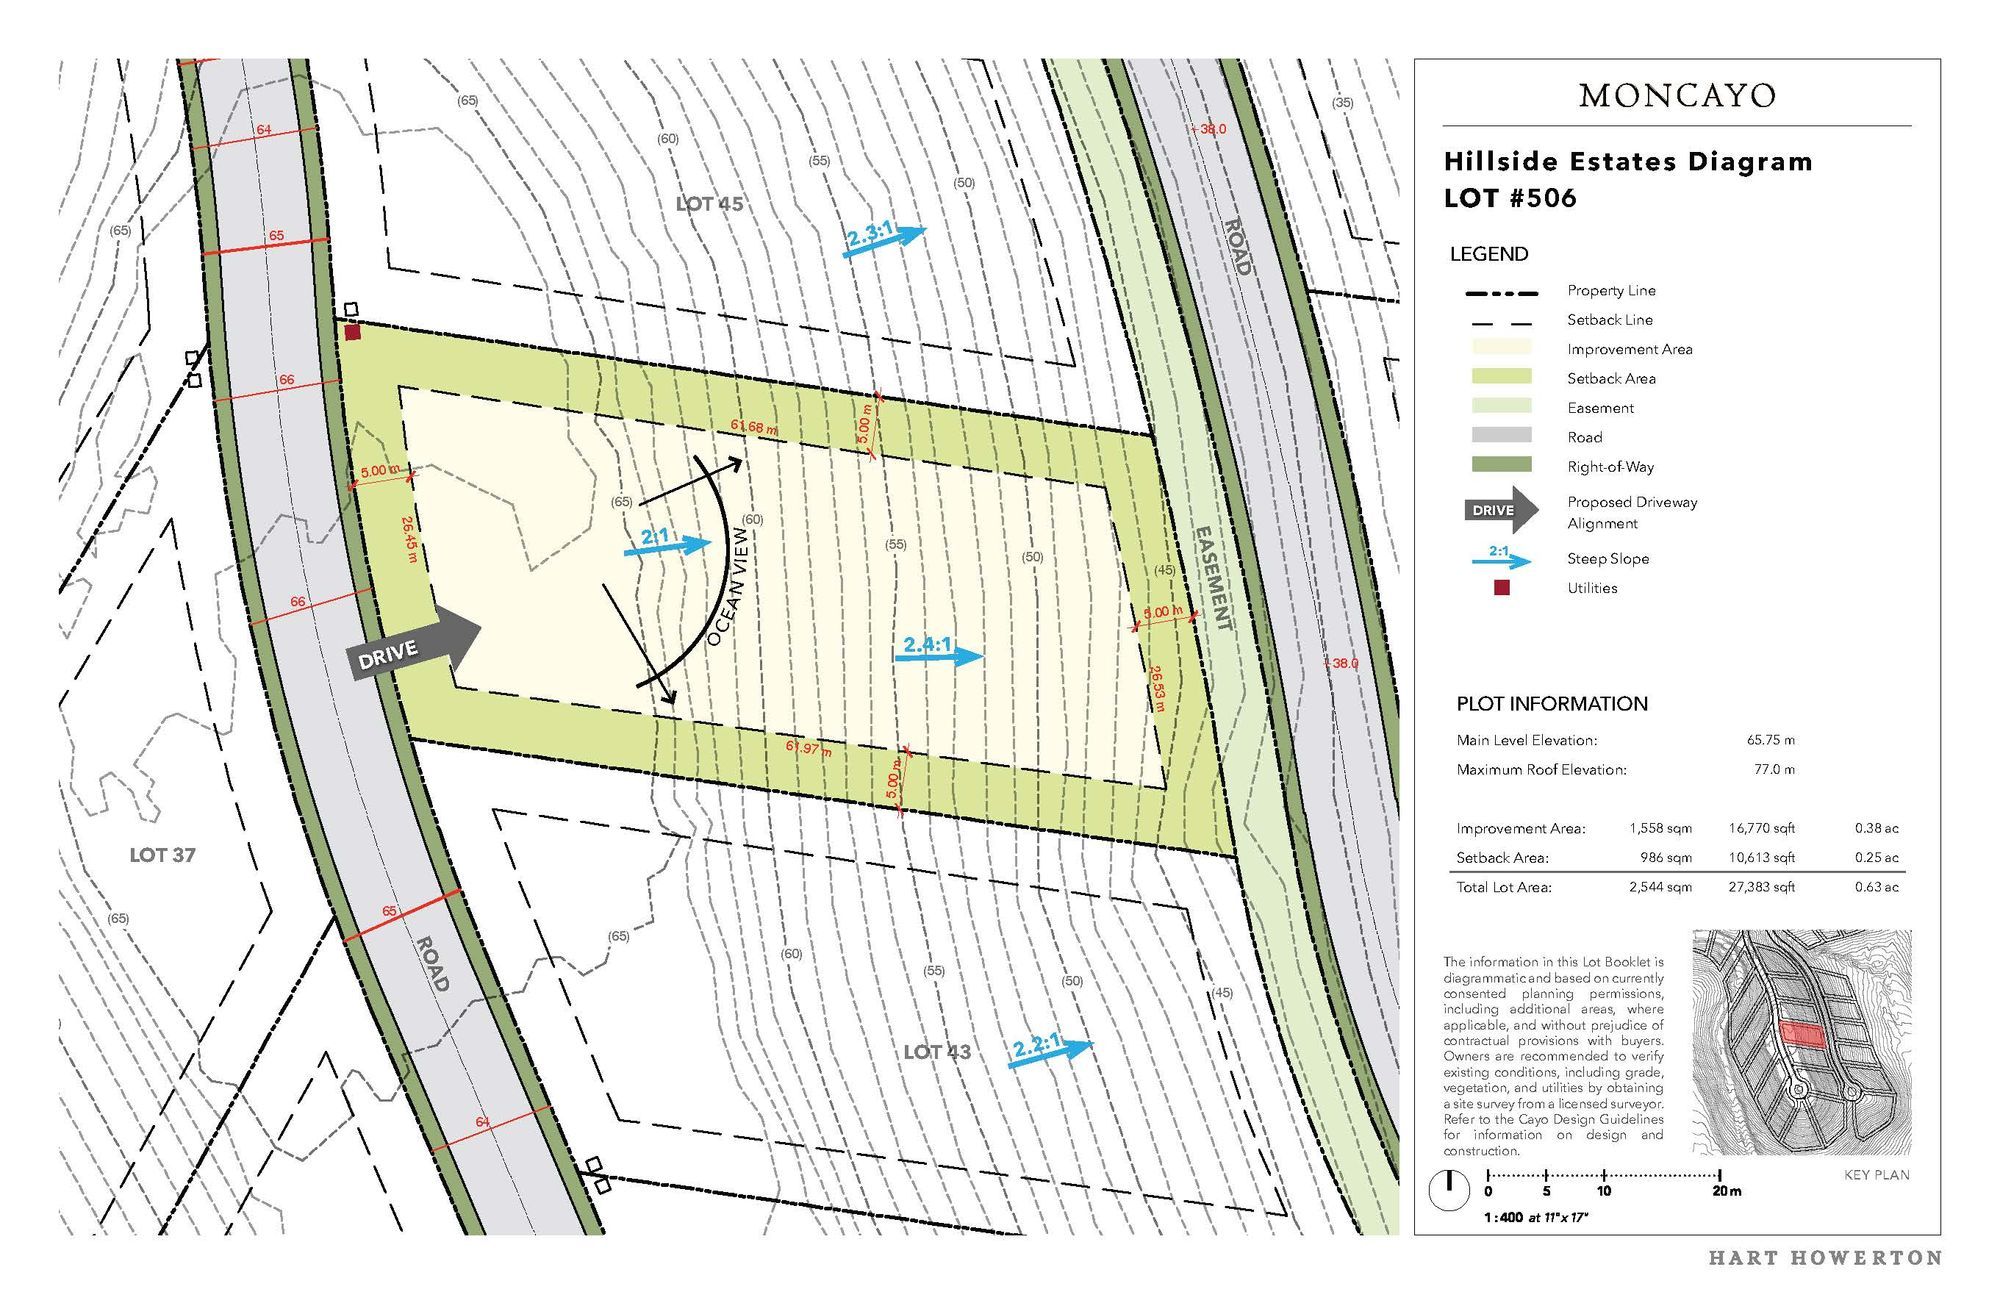 64
65
66
66
65
64
(65)
(65)
(60)
(55)
(50)
(35)
LOT 45
2.3:1
+38.0
ROAD
5.00 m
61.68 m
5.00 m
26.45 m
(65)
2:1
(60)
OCEAN VIEW
(55)
(50)
(45)
EASEMENT
5.00 m
2.4:1
26.53 m
+38.0
DRIVE
61.97 m
5.00 m
LOT 37
(65)
ROAD
(65)
(60)
(55)
(50)
(45)
LOT 43
2.2:1
MONCAYO
Hillside Estates Diagram
LOT #506
LEGEND
Property Line
Setback Line
Improvement Area
Setback Area
Easement
Road
Right-of-Way
DRIVE Proposed Driveway
Alignment
2:1 Steep Slope
Utilities
PLOT INFORMATION
Main Level Elevation: 65.75 m
Maximum Roof Elevation: 77.0 m
Improvement Area: 1,558 sqm 16,770 sqft 0.38 ac
Setback Area: 986 sqm 10,613 sqft 0.25 ac
Total Lot Area: 2,544 sqm 27,383 sqft 0.63 ac
The information in this Lot Booklet is
diagrammatic and based on currently
consented planning permissions,
including additional areas, where
applicable, and without prejudice of
contractual provisions with buyers.
Owners are recommended to verify
existing conditions, including grade,
vegetation, and utilities by obtaining
a site survey from a licensed surveyor.
Refer to the Cayo Design Guidelines
for information on design and
construction.
KEY PLAN
0 5 10 20 m
1 : 400 at 11" x 17"
HART HOWERTON